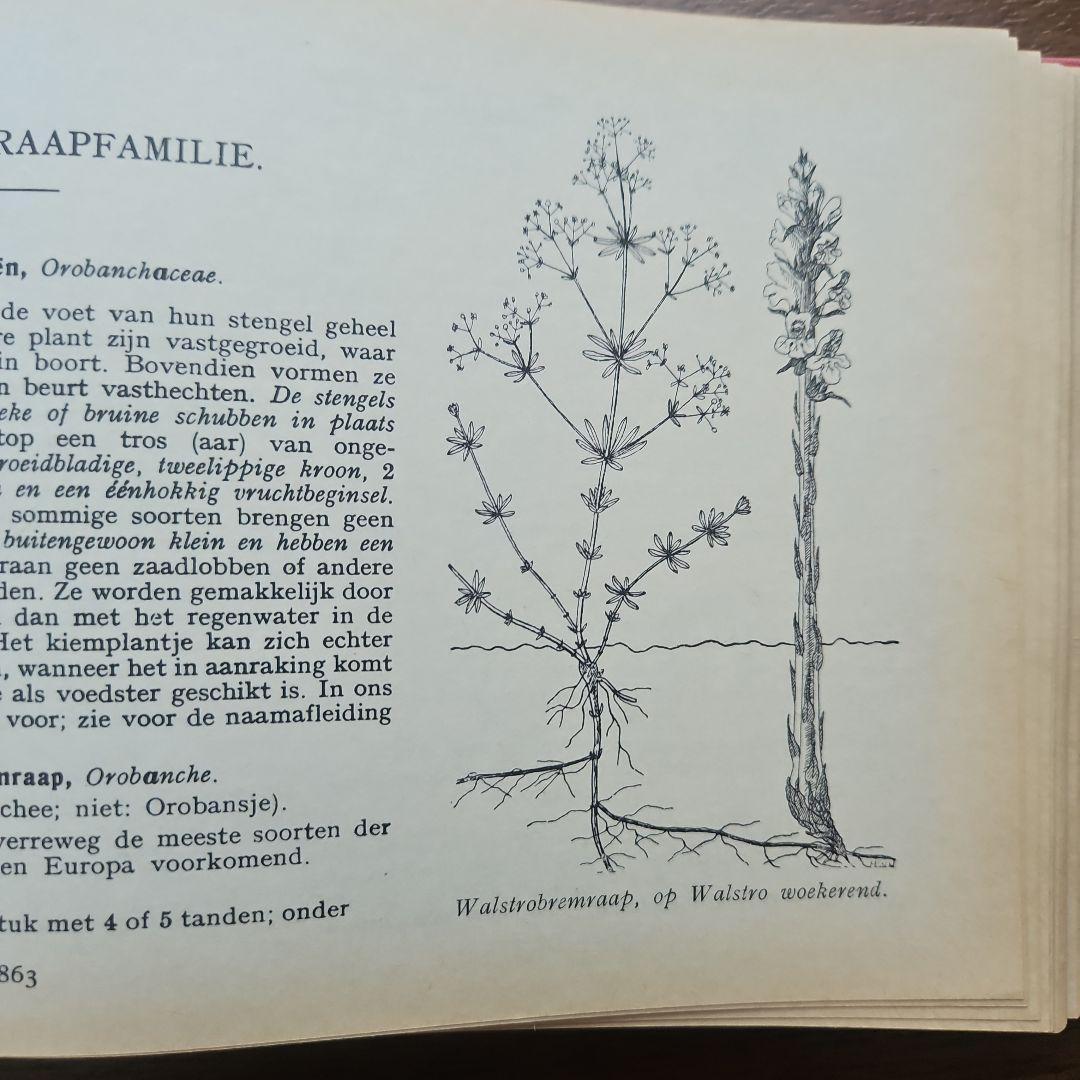 RAAPFAMILIE.
ën, Orobanchaceae.
de voet van hun stengel geheel
re plant zijn vastgegroeid, waar
in boort. Bovendien vormen ze
n beurt vasthechten. De stengels
eke of bruine schubben in plaats
top een tros (aar) van onge-
roeidbladige, tweelippige kroon, 2
en een éénhokkig vruchtbeginsel.
sommige soorten brengen geen
buitengewoon klein en hebben een
raan geen zaadlobben of andere
den. Ze worden gemakkelijk door
dan met het regenwater in de
Het kiemplantje kan zich echter
, wanneer het in aanraking komt
e als voedster geschikt is. In ons
voor; zie voor de naamafleiding
nraap, Orobanche.
chee; niet: Orobansje).
verreweg de meeste soorten der
en Europa voorkomend.
tuk met 4 of 5 tanden; onder
863
Walstrobremraap, op Walstro woekerend.